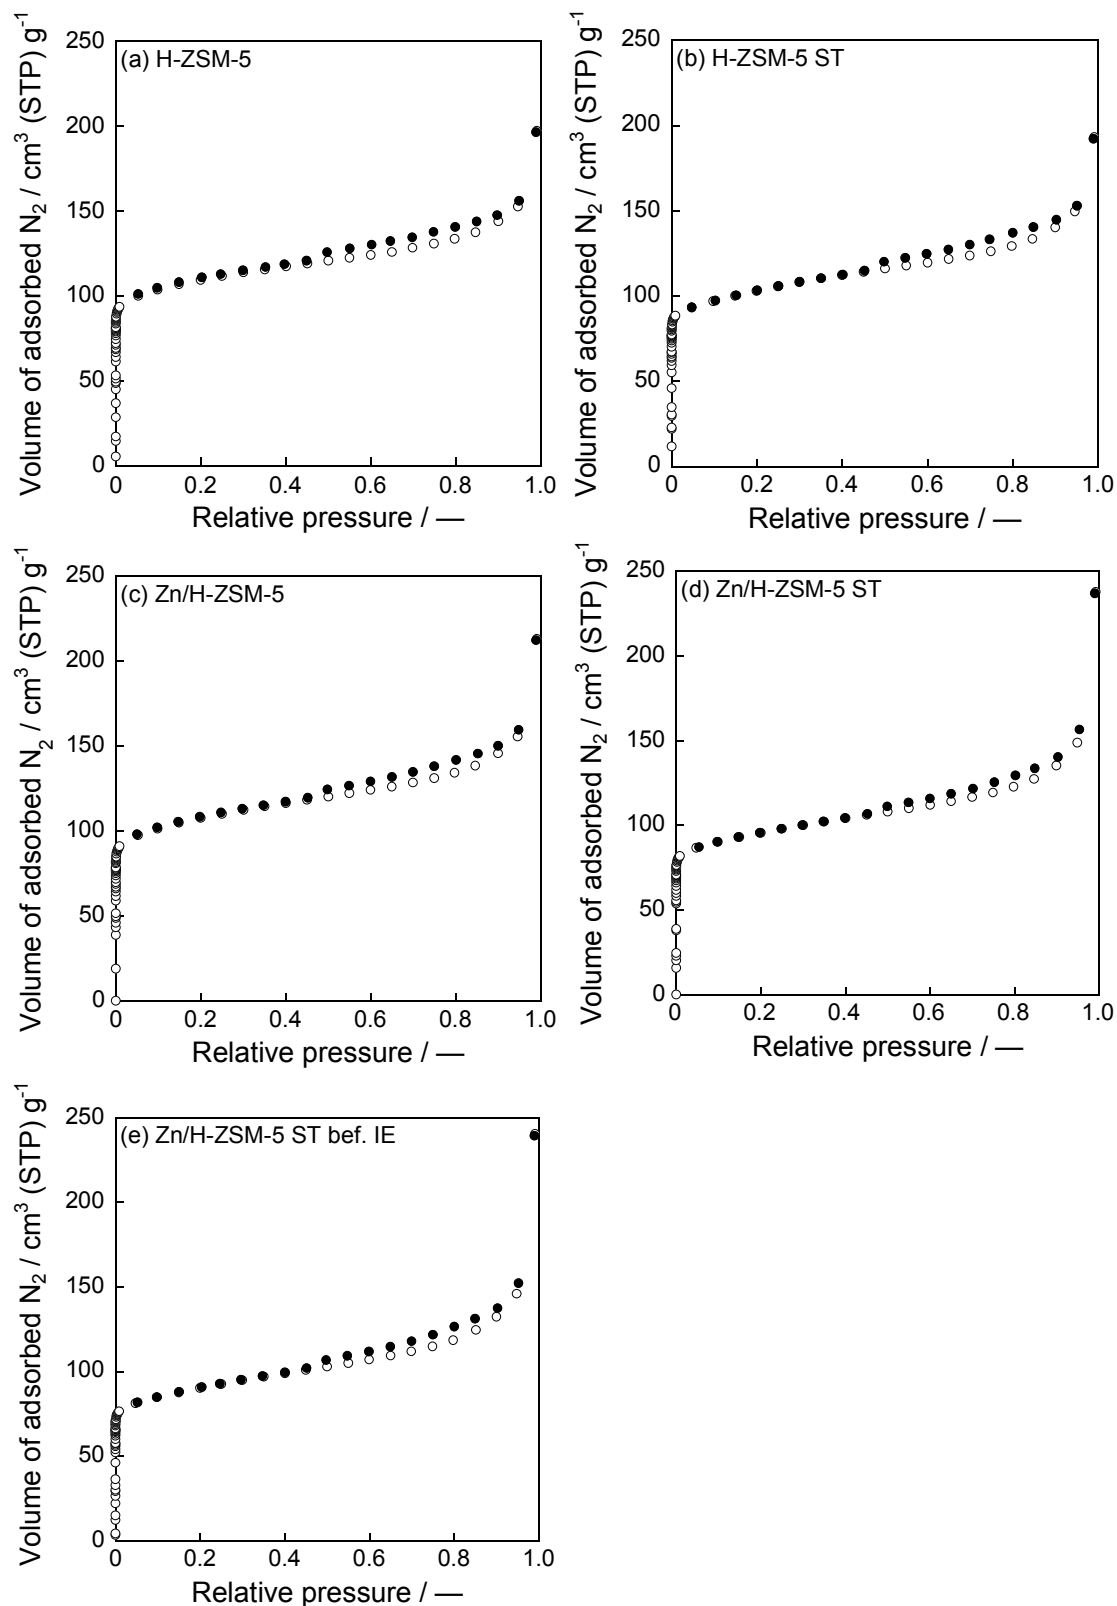 (a) H-ZSM-5
Volume of adsorbed N₂ / cm³ (STP) g⁻¹
250
200
150
100
50
0
0 0.2 0.4 0.6 0.8 1.0
Relative pressure / —
(b) H-ZSM-5 ST
Volume of adsorbed N₂ / cm³ (STP) g⁻¹
250
200
150
100
50
0
0 0.2 0.4 0.6 0.8 1.0
Relative pressure / —
(c) Zn/H-ZSM-5
Volume of adsorbed N₂ / cm³ (STP) g⁻¹
250
200
150
100
50
0
0 0.2 0.4 0.6 0.8 1.0
Relative pressure / —
(d) Zn/H-ZSM-5 ST
Volume of adsorbed N₂ / cm³ (STP) g⁻¹
250
200
150
100
50
0
0 0.2 0.4 0.6 0.8 1.0
Relative pressure / —
(e) Zn/H-ZSM-5 ST bef. IE
Volume of adsorbed N₂ / cm³ (STP) g⁻¹
250
200
150
100
50
0
0 0.2 0.4 0.6 0.8 1.0
Relative pressure / —